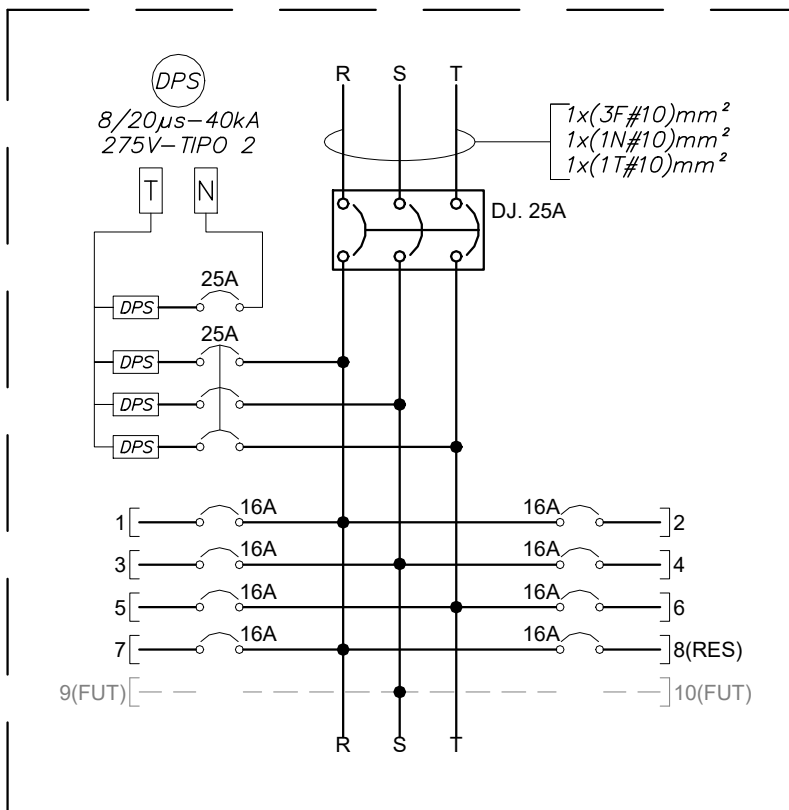 DPS
8/20µs-40kA
275V-TIPO 2
T N
R S T
1x(3F#10)mm²
1x(1N#10)mm²
1x(1T#10)mm²
DJ. 25A
25A
DPS
25A
DPS
DPS
DPS
1 16A 16A 2
3 16A 16A 4
5 16A 16A 6
7 16A 16A 8(RES)
9(FUT) 10(FUT)
R S T